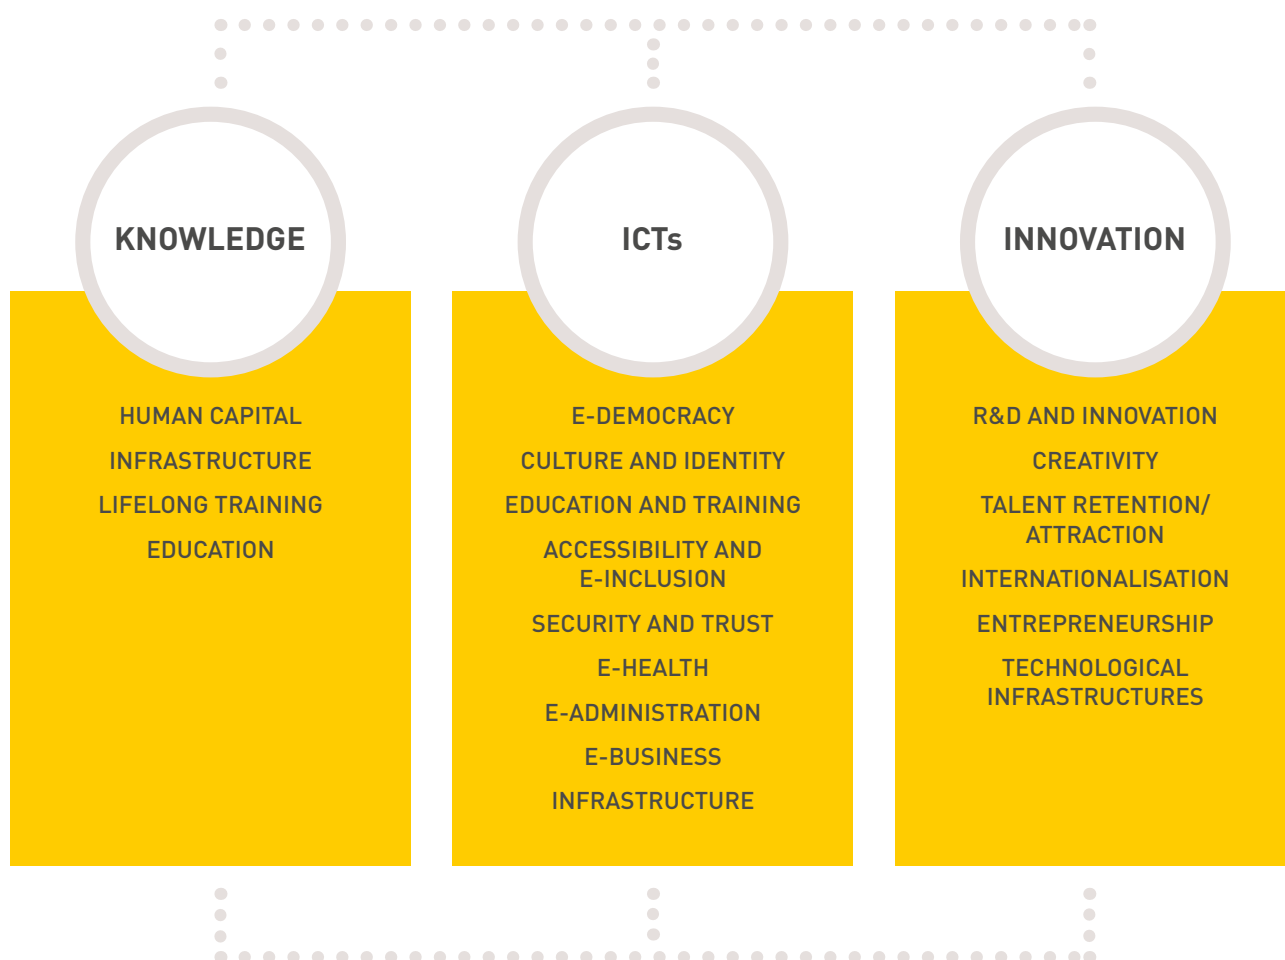 KNOWLEDGE
HUMAN CAPITAL
INFRASTRUCTURE
LIFELONG TRAINING
EDUCATION
ICTs
E-DEMOCRACY
CULTURE AND IDENTITY
EDUCATION AND TRAINING
ACCESSIBILITY AND
E-INCLUSION
SECURITY AND TRUST
E-HEALTH
E-ADMINISTRATION
E-BUSINESS
INFRASTRUCTURE
INNOVATION
R&D AND INNOVATION
CREATIVITY
TALENT RETENTION/
ATTRACTION
INTERNATIONALISATION
ENTREPRENEURSHIP
TECHNOLOGICAL
INFRASTRUCTURES